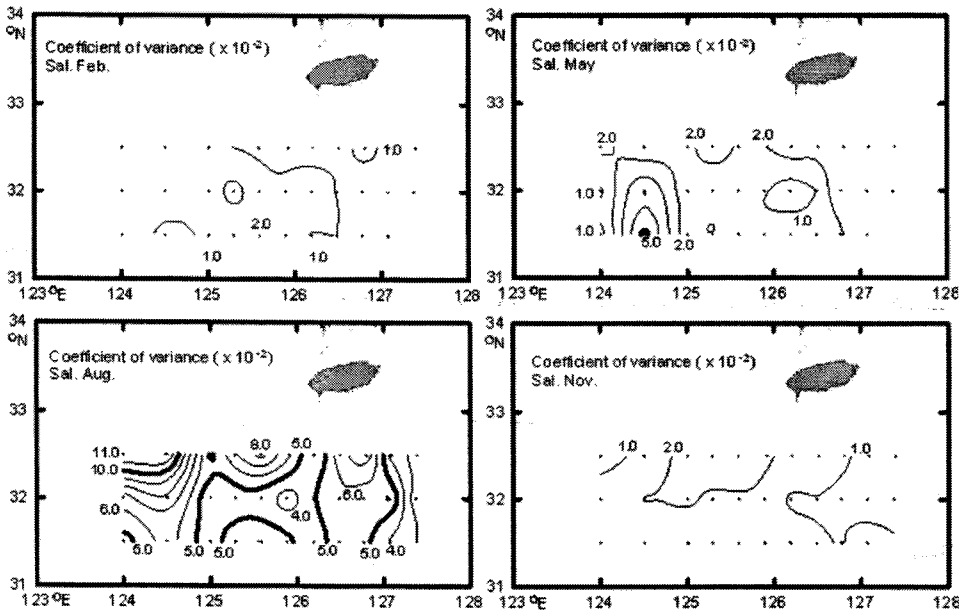 34
°N
Coefficient of variance ( x 10⁻²)
Sal. Feb.
33
32
31
1.0
2.0
1.0
1.0
123 °E 124 125 126 127 128
34
°N
Coefficient of variance ( x 10⁻²)
Sal. May
33
32
31
2.0 2.0 2.0
1.0
1.0
5.0 2.0
1.0
123 °E 124 125 126 127 128
34
°N
Coefficient of variance ( x 10⁻²)
Sal. Aug.
33
32
31
11.0 8.0 5.0
10.0
6.0
6.0
4.0
5.0 5.0 5.0 5.0 5.0 4.0
123 °E 124 125 126 127 128
34
°N
Coefficient of variance ( x 10⁻²)
Sal. Nov.
33
32
31
1.0 2.0 1.0
123 °E 124 125 126 127 128